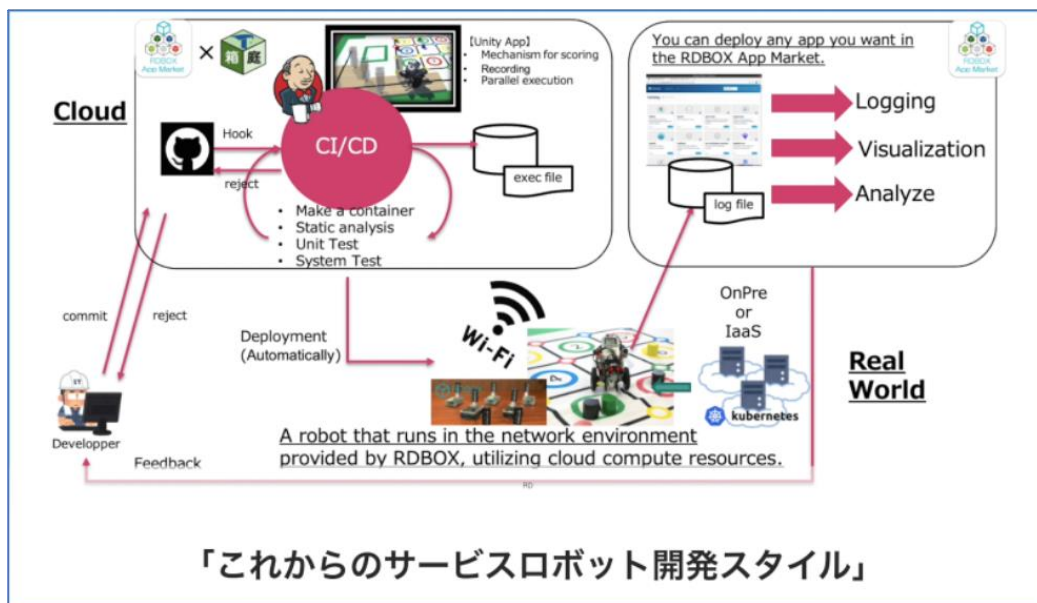 RDBOX
App Market
×
箱
庭
【Unity App】
• Mechanism for scoring
• Recording
• Parallel execution
Cloud
Hook
CI/CD
reject
exec file
• Make a container
• Static analysis
• Unit Test
• System Test
You can deploy any app you want in
the RDBOX App Market.
RDBOX
App Market
Logging
Visualization
Analyze
log file
commit
reject
Deployment
(Automatically)
Wi-Fi
OnPre
or
IaaS
kubernetes
Real
World
IT
Developper
A robot that runs in the network environment
provided by RDBOX, utilizing cloud compute resources.
Feedback
RD
「これからのサービスロボット開発スタイル」